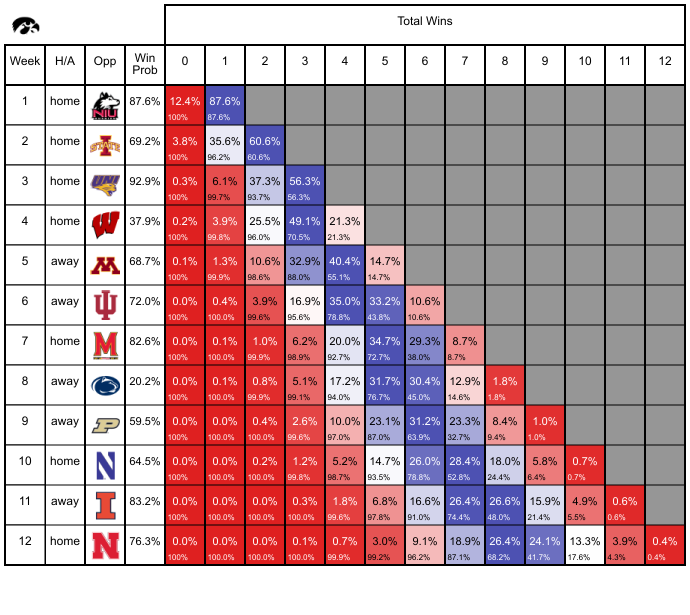 Total Wins
Week H/A Opp Win Prob 0 1 2 3 4 5 6 7 8 9 10 11 12
1 home NIU 87.6% 12.4% 87.6%
100% 87.6%
2 home STATE 69.2% 3.8% 35.6% 60.6%
100% 96.2% 60.6%
3 home UNI 92.9% 0.3% 6.1% 37.3% 56.3%
100% 99.7% 93.7% 56.3%
4 home W 37.9% 0.2% 3.9% 25.5% 49.1% 21.3%
100% 99.8% 96.0% 70.5% 21.3%
5 away M 68.7% 0.1% 1.3% 10.6% 32.9% 40.4% 14.7%
100% 99.9% 98.6% 88.0% 55.1% 14.7%
6 away 72.0% 0.0% 0.4% 3.9% 16.9% 35.0% 33.2% 10.6%
100% 100.0% 99.6% 95.6% 78.8% 43.8% 10.6%
7 home M 82.6% 0.0% 0.1% 1.0% 6.2% 20.0% 34.7% 29.3% 8.7%
100% 100.0% 99.9% 98.9% 92.7% 72.7% 38.0% 8.7%
8 away 20.2% 0.0% 0.1% 0.8% 5.1% 17.2% 31.7% 30.4% 12.9% 1.8%
100% 100.0% 99.9% 99.1% 94.0% 76.7% 45.0% 14.6% 1.8%
9 away P 59.5% 0.0% 0.0% 0.4% 2.6% 10.0% 23.1% 31.2% 23.3% 8.4% 1.0%
100% 100.0% 100.0% 99.6% 97.0% 87.0% 63.9% 32.7% 9.4% 1.0%
10 home N 64.5% 0.0% 0.0% 0.2% 1.2% 5.2% 14.7% 26.0% 28.4% 18.0% 5.8% 0.7%
100% 100.0% 100.0% 99.8% 98.7% 93.5% 78.8% 52.8% 24.4% 6.4% 0.7%
11 away I 83.2% 0.0% 0.0% 0.0% 0.3% 1.8% 6.8% 16.6% 26.4% 26.6% 15.9% 4.9% 0.6%
100% 100.0% 100.0% 100.0% 99.6% 97.8% 91.0% 74.4% 48.0% 21.4% 5.5% 0.6%
12 home N 76.3% 0.0% 0.0% 0.0% 0.1% 0.7% 3.0% 9.1% 18.9% 26.4% 24.1% 13.3% 3.9% 0.4%
100% 100.0% 100.0% 100.0% 99.9% 99.2% 96.2% 87.1% 68.2% 41.7% 17.6% 4.3% 0.4%